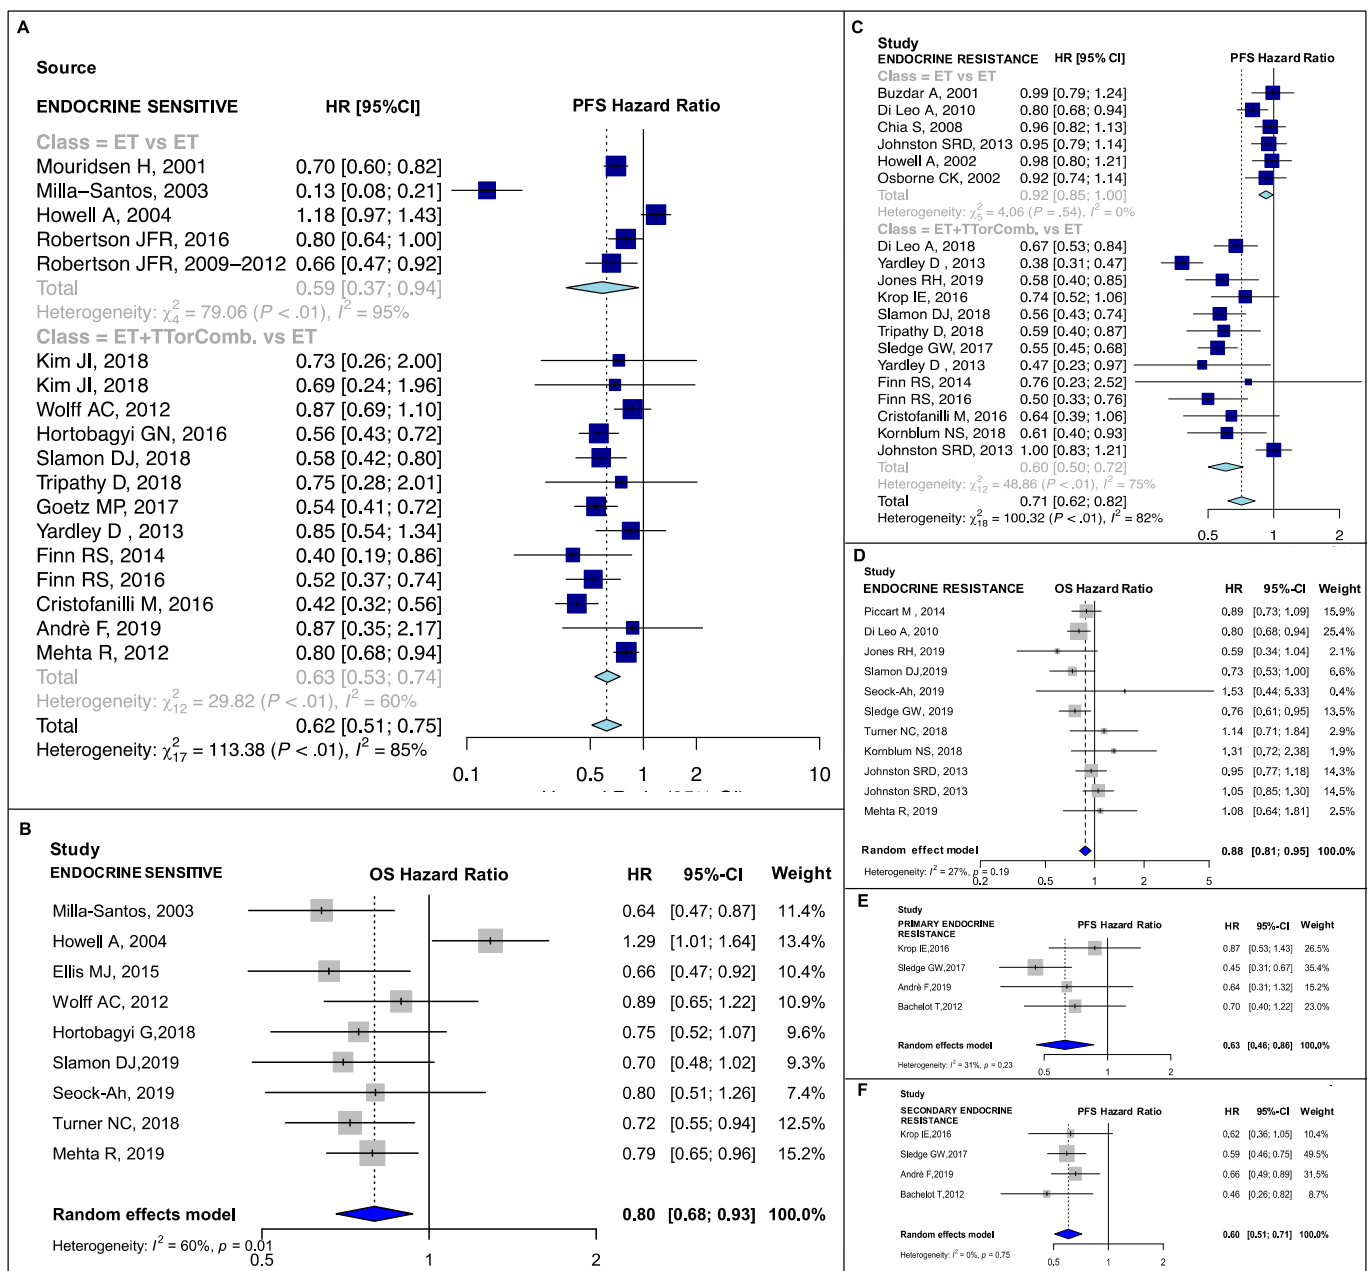 A
Source
ENDOCRINE SENSITIVE HR [95%CI] PFS Hazard Ratio
Class = ET vs ET
Mouridsen H, 2001 0.70 [0.60; 0.82]
Milla−Santos, 2003 0.13 [0.08; 0.21]
Howell A, 2004 1.18 [0.97; 1.43]
Robertson JFR, 2016 0.80 [0.64; 1.00]
Robertson JFR, 2009−2012 0.66 [0.47; 0.92]
Total 0.59 [0.37; 0.94]
Heterogeneity: χ²₄ = 79.06 (P < .01), I² = 95%
Class = ET+TTorComb. vs ET
Kim JI, 2018 0.73 [0.26; 2.00]
Kim JI, 2018 0.69 [0.24; 1.96]
Wolff AC, 2012 0.87 [0.69; 1.10]
Hortobagyi GN, 2016 0.56 [0.43; 0.72]
Slamon DJ, 2018 0.58 [0.42; 0.80]
Tripathy D, 2018 0.75 [0.28; 2.01]
Goetz MP, 2017 0.54 [0.41; 0.72]
Yardley D , 2013 0.85 [0.54; 1.34]
Finn RS, 2014 0.40 [0.19; 0.86]
Finn RS, 2016 0.52 [0.37; 0.74]
Cristofanilli M, 2016 0.42 [0.32; 0.56]
Andrè F, 2019 0.87 [0.35; 2.17]
Mehta R, 2012 0.80 [0.68; 0.94]
Total 0.63 [0.53; 0.74]
Heterogeneity: χ²₁₂ = 29.82 (P < .01), I² = 60%
Total 0.62 [0.51; 0.75]
Heterogeneity: χ²₁₇ = 113.38 (P < .01), I² = 85%
0.1 0.5 1 2 10
B
Study
ENDOCRINE SENSITIVE OS Hazard Ratio HR 95%-CI Weight
Milla-Santos, 2003 0.64 [0.47; 0.87] 11.4%
Howell A, 2004 1.29 [1.01; 1.64] 13.4%
Ellis MJ, 2015 0.66 [0.47; 0.92] 10.4%
Wolff AC, 2012 0.89 [0.65; 1.22] 10.9%
Hortobagyi G,2018 0.75 [0.52; 1.07] 9.6%
Slamon DJ,2019 0.70 [0.48; 1.02] 9.3%
Seock-Ah, 2019 0.80 [0.51; 1.26] 7.4%
Turner NC, 2018 0.72 [0.55; 0.94] 12.5%
Mehta R, 2019 0.79 [0.65; 0.96] 15.2%
Random effects model 0.80 [0.68; 0.93] 100.0%
Heterogeneity: I² = 60%, p = 0.01
0.5 1 2
C
Study
ENDOCRINE RESISTANCE HR [95% CI] PFS Hazard Ratio
Class = ET vs ET
Buzdar A, 2001 0.99 [0.79; 1.24]
Di Leo A, 2010 0.80 [0.68; 0.94]
Chia S, 2008 0.96 [0.82; 1.13]
Johnston SRD, 2013 0.95 [0.79; 1.14]
Howell A, 2002 0.98 [0.80; 1.21]
Osborne CK, 2002 0.92 [0.74; 1.14]
Total 0.92 [0.85; 1.00]
Heterogeneity: χ²₅ = 4.06 (P = .54), I² = 0%
Class = ET+TTorComb. vs ET
Di Leo A, 2018 0.67 [0.53; 0.84]
Yardley D , 2013 0.38 [0.31; 0.47]
Jones RH, 2019 0.58 [0.40; 0.85]
Krop IE, 2016 0.74 [0.52; 1.06]
Slamon DJ, 2018 0.56 [0.43; 0.74]
Tripathy D, 2018 0.59 [0.40; 0.87]
Sledge GW, 2017 0.55 [0.45; 0.68]
Yardley D, 2013 0.47 [0.23; 0.97]
Finn RS, 2014 0.76 [0.23; 2.52]
Finn RS, 2016 0.50 [0.33; 0.76]
Cristofanilli M, 2016 0.64 [0.39; 1.06]
Kornblum NS, 2018 0.61 [0.40; 0.93]
Johnston SRD, 2013 1.00 [0.83; 1.21]
Total 0.60 [0.50; 0.72]
Heterogeneity: χ²₁₂ = 48.86 (P < .01), I² = 75%
Total 0.71 [0.62; 0.82]
Heterogeneity: χ²₁₈ = 100.32 (P < .01), I² = 82%
0.5 1 2
D
Study
ENDOCRINE RESISTANCE OS Hazard Ratio HR 95%-CI Weight
Piccart M , 2014 0.89 [0.73; 1.09] 15.9%
Di Leo A, 2010 0.80 [0.68; 0.94] 25.4%
Jones RH, 2019 0.59 [0.34; 1.04] 2.1%
Slamon DJ,2019 0.73 [0.53; 1.00] 6.6%
Seock-Ah, 2019 1.53 [0.44; 5.33] 0.4%
Sledge GW, 2019 0.76 [0.61; 0.95] 13.5%
Turner NC, 2018 1.14 [0.71; 1.84] 2.9%
Kornblum NS, 2018 1.31 [0.72; 2.38] 1.9%
Johnston SRD, 2013 0.95 [0.77; 1.18] 14.3%
Johnston SRD, 2013 1.05 [0.85; 1.30] 14.5%
Mehta R, 2019 1.08 [0.64; 1.81] 2.5%
Random effect model 0.88 [0.81; 0.95] 100.0%
Heterogeneity: I² = 27%, p = 0.19
0.2 0.5 1 2 5
E
Study
PRIMARY ENDOCRINE PFS Hazard Ratio HR 95%-CI Weight
RESISTANCE
Krop IE,2016 0.87 [0.53; 1.43] 26.5%
Sledge GW,2017 0.45 [0.31; 0.67] 35.4%
Andrè F,2019 0.64 [0.31; 1.32] 15.2%
Bachelot T,2012 0.70 [0.40; 1.22] 23.0%
Random effects model 0.63 [0.46; 0.86] 100.0%
Heterogeneity: I² = 31%, p = 0.23
0.5 1 2
F
Study
SECONDARY ENDOCRINE PFS Hazard Ratio HR 95%-CI Weight
RESISTANCE
Krop IE,2016 0.62 [0.36; 1.05] 10.4%
Sledge GW,2017 0.59 [0.46; 0.75] 49.5%
Andrè F,2019 0.66 [0.49; 0.89] 31.5%
Bachelot T,2012 0.46 [0.26; 0.82] 8.7%
Random effects model 0.60 [0.51; 0.71] 100.0%
Heterogeneity: I² = 0%, p = 0.75
0.5 1 2